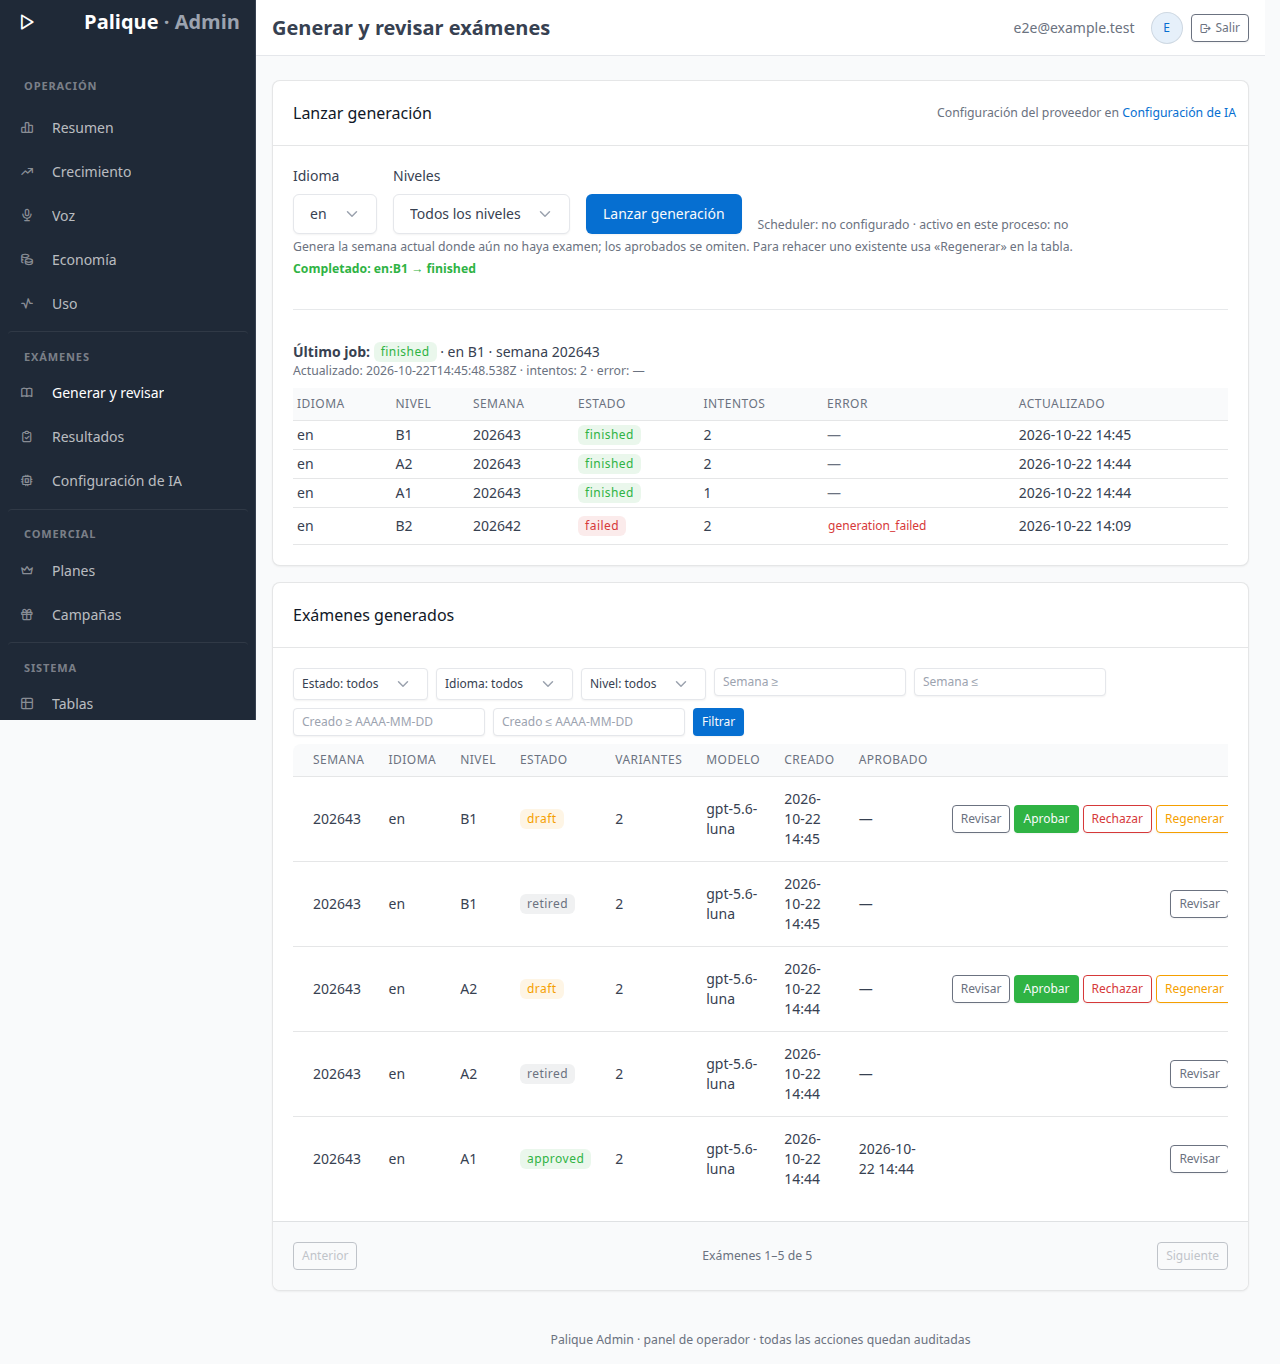 Palique · Admin
Generar y revisar exámenes
e2e@example.test
E
Salir
OPERACIÓN
Resumen
Crecimiento
Voz
Economía
Uso
EXÁMENES
Generar y revisar
Resultados
Configuración de IA
COMERCIAL
Planes
Campañas
SISTEMA
Tablas
Lanzar generación
Configuración del proveedor en Configuración de IA
Idioma Niveles
en Todos los niveles Lanzar generación Scheduler: no configurado · activo en este proceso: no
Genera la semana actual donde aún no haya examen; los aprobados se omiten. Para rehacer uno existente usa «Regenerar» en la tabla.
Completado: en:B1 → finished
Último job: finished · en B1 · semana 202643
Actualizado: 2026-10-22T14:45:48.538Z · intentos: 2 · error: —
IDIOMA NIVEL SEMANA ESTADO INTENTOS ERROR ACTUALIZADO
en B1 202643 finished 2 — 2026-10-22 14:45
en A2 202643 finished 2 — 2026-10-22 14:44
en A1 202643 finished 1 — 2026-10-22 14:44
en B2 202642 failed 2 generation_failed 2026-10-22 14:09
Exámenes generados
Estado: todos Idioma: todos Nivel: todos Semana ≥ Semana ≤
Creado ≥ AAAA-MM-DD Creado ≤ AAAA-MM-DD Filtrar
SEMANA IDIOMA NIVEL ESTADO VARIANTES MODELO CREADO APROBADO
202643 en B1 draft 2 gpt-5.6-luna 2026-10-22 14:45 — Revisar Aprobar Rechazar Regenerar
202643 en B1 retired 2 gpt-5.6-luna 2026-10-22 14:45 — Revisar
202643 en A2 draft 2 gpt-5.6-luna 2026-10-22 14:44 — Revisar Aprobar Rechazar Regenerar
202643 en A2 retired 2 gpt-5.6-luna 2026-10-22 14:44 — Revisar
202643 en A1 approved 2 gpt-5.6-luna 2026-10-22 14:44 2026-10-22 14:44 Revisar
Anterior Exámenes 1–5 de 5 Siguiente
Palique Admin · panel de operador · todas las acciones quedan auditadas